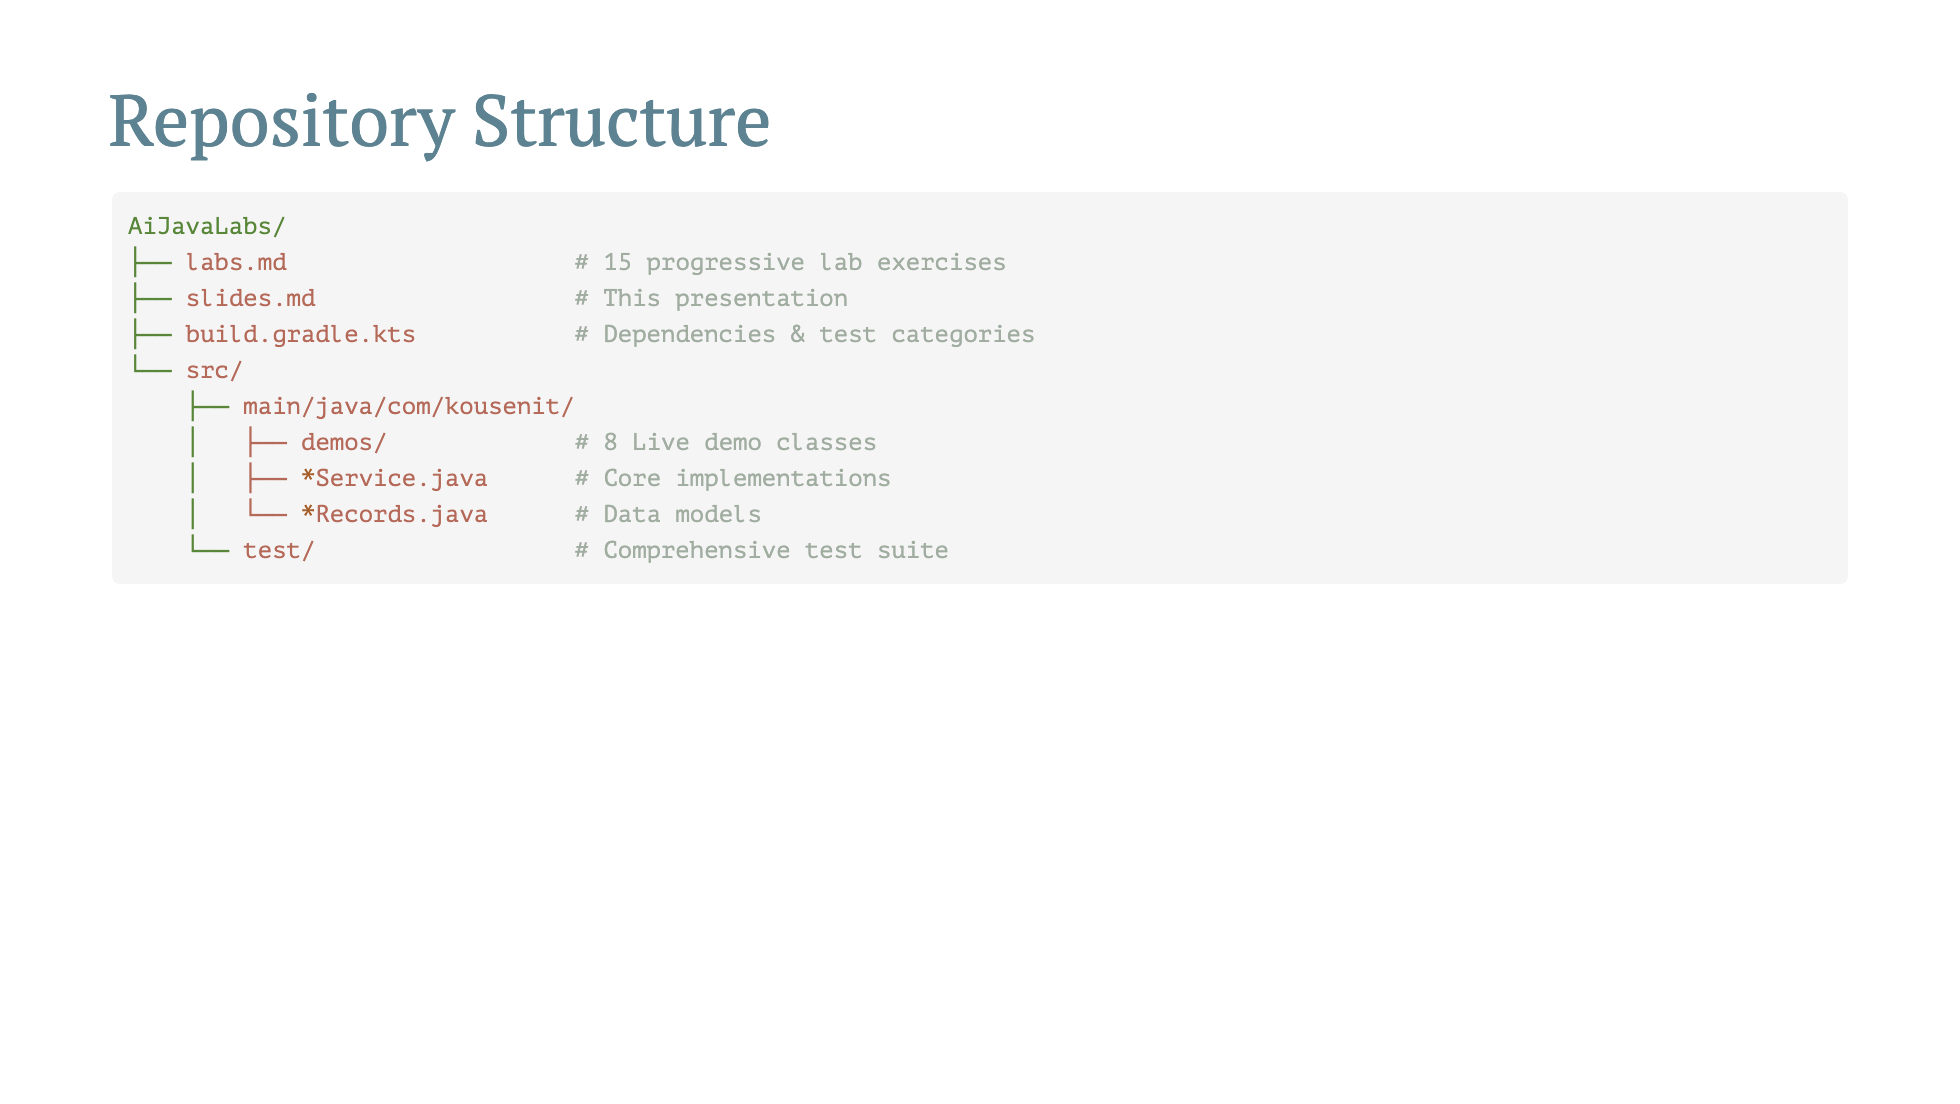 Repository Structure
AiJavaLabs/
├── labs.md                    # 15 progressive lab exercises
├── slides.md                  # This presentation
├── build.gradle.kts           # Dependencies & test categories
└── src/
    ├── main/java/com/kousenit/
    │   ├── demos/             # 8 Live demo classes
    │   ├── *Service.java      # Core implementations
    │   └── *Records.java      # Data models
    └── test/                  # Comprehensive test suite